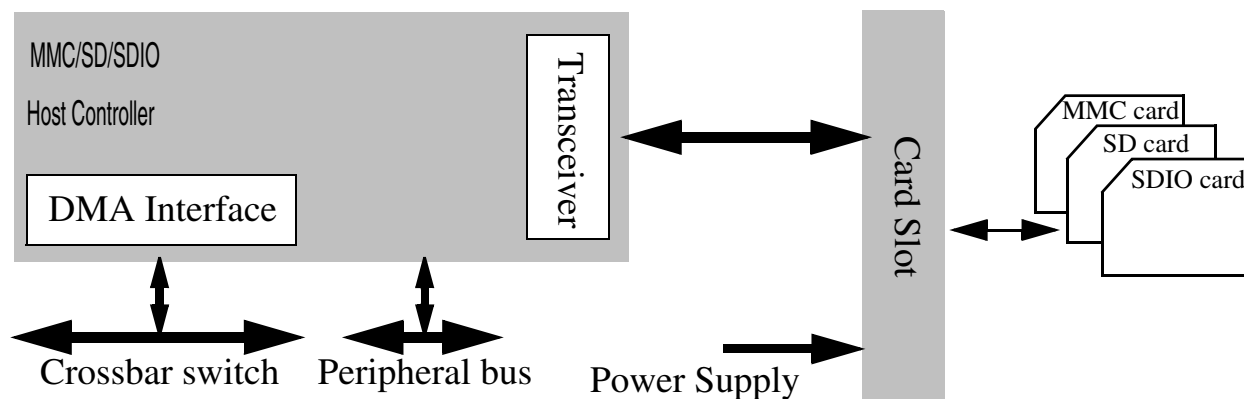 MMC/SD/SDIO
Host Controller
Transceiver
DMA Interface
Card Slot
MMC card
SD card
SDIO card
Crossbar switch
Peripheral bus
Power Supply